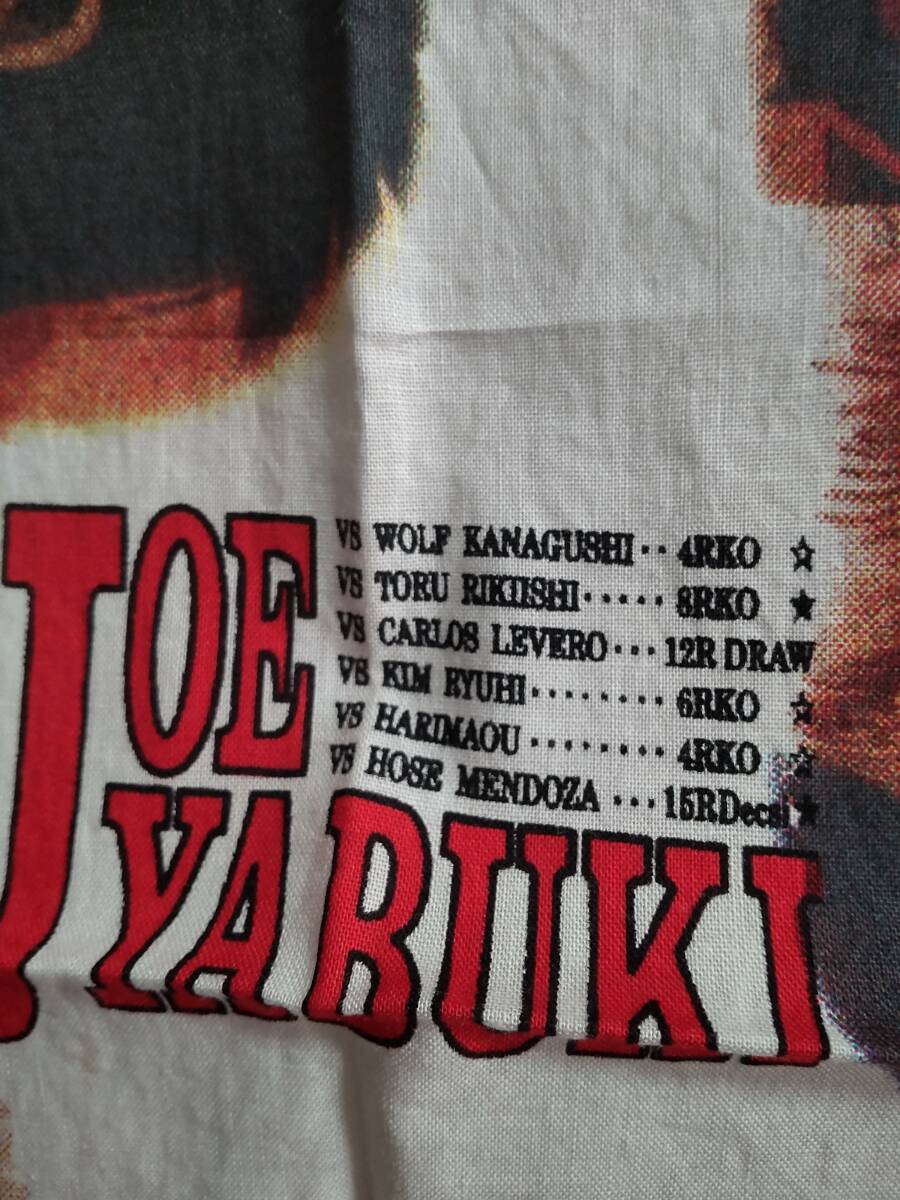 JOE
VS WOLF KANAGUSHI‥4RKO ☆
VS TORU RIKIISHI‥‥‥8RKO ★
VS CARLOS LEVERO‥‥12R DRAW
VS KIM RYUHI‥‥‥‥6RKO ☆
VS HARIMAOU‥‥‥‥4RKO ☆
VS HOSE MENDOZA‥‥15RDecsi★
YABUKI